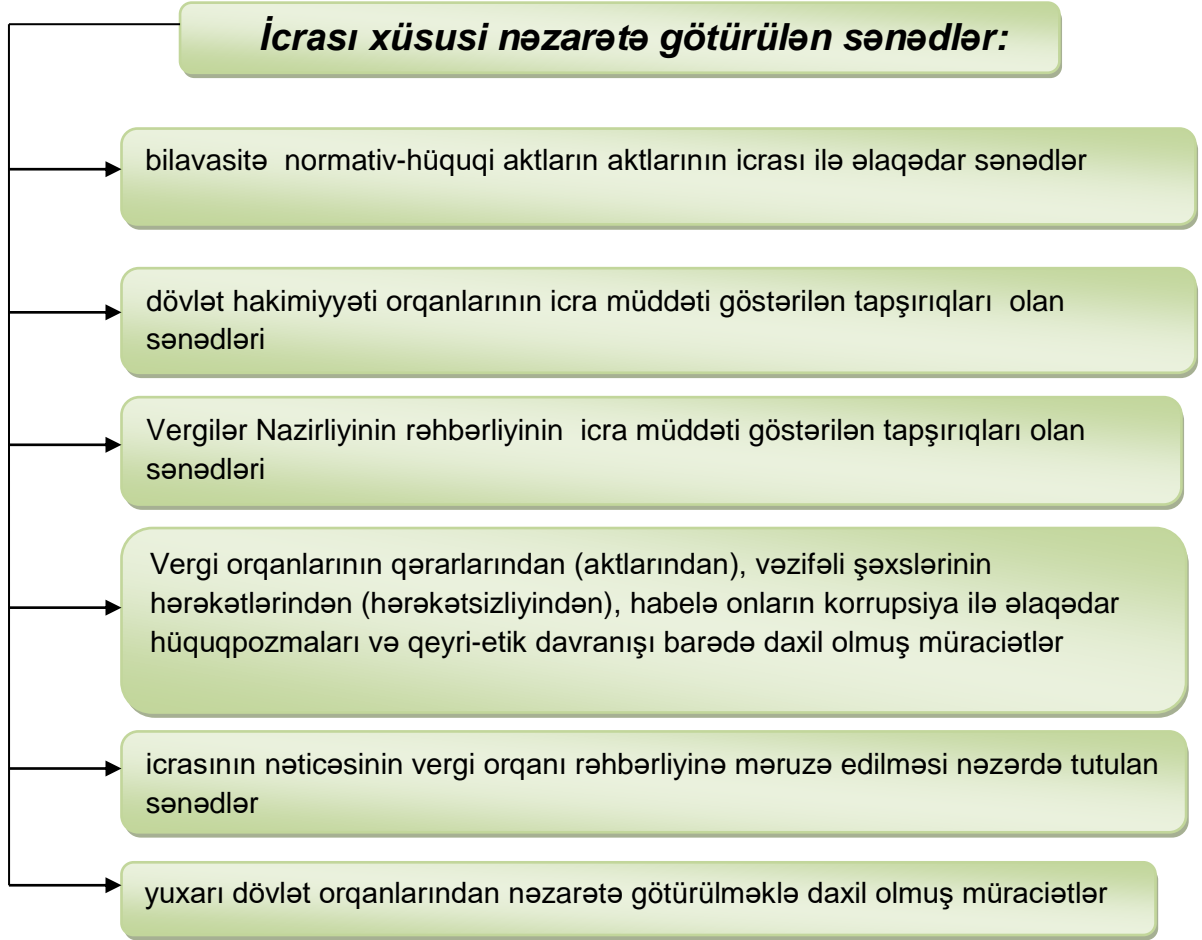 İcrası xüsusi nəzarətə götürülən sənədlər:
bilavasitə normativ-hüquqi aktların aktlarının icrası ilə əlaqədar sənədlər
dövlət hakimiyyəti orqanlarının icra müddəti göstərilən tapşırıqları olan
sənədləri
Vergilər Nazirliyinin rəhbərliyinin icra müddəti göstərilən tapşırıqları olan
sənədləri
Vergi orqanlarının qərarlarından (aktlarından), vəzifəli şəxslərinin
hərəkətlərindən (hərəkətsizliyindən), habelə onların korrupsiya ilə əlaqədar
hüquqpozmaları və qeyri-etik davranışı barədə daxil olmuş müraciətlər
icrasının nəticəsinin vergi orqanı rəhbərliyinə məruzə edilməsi nəzərdə tutulan
sənədlər
yuxarı dövlət orqanlarından nəzarətə götürülməklə daxil olmuş müraciətlər